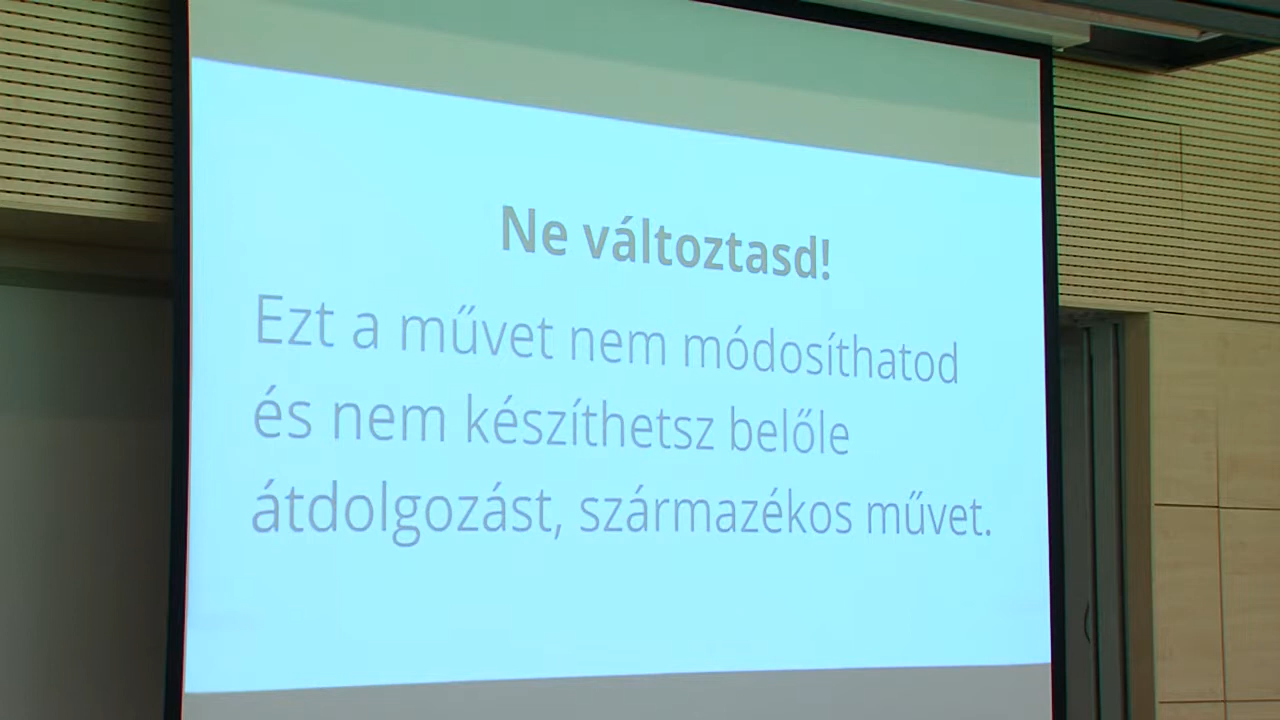 Ne változtasd!
Ezt a művet nem módosíthatod
és nem készíthetsz belőle
átdolgozást, származékos művet.